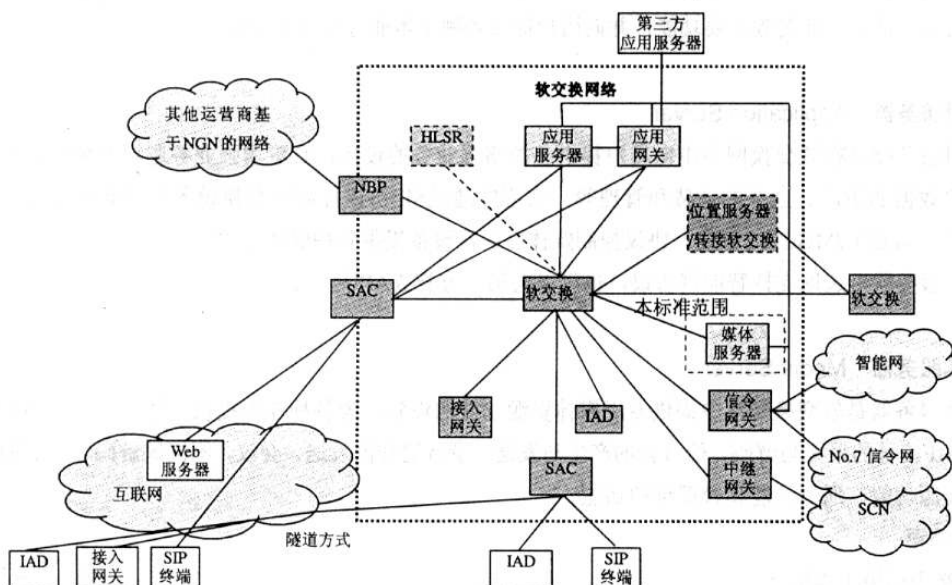 第三方
应用服务器
软交换网络
其他运营商基
于NGN的网络
HLSR
应用
服务器
应用
网关
NBP
位置服务器
/转接软交换
SAC
软交换
软交换
本标准范围
媒体
服务器
智能网
接入
网关
IAD
信令
网关
Web
服务器
互联网
SAC
中继
网关
No.7信令网
SCN
隧道方式
IAD
接入
网关
SIP
终端
IAD
SIP
终端